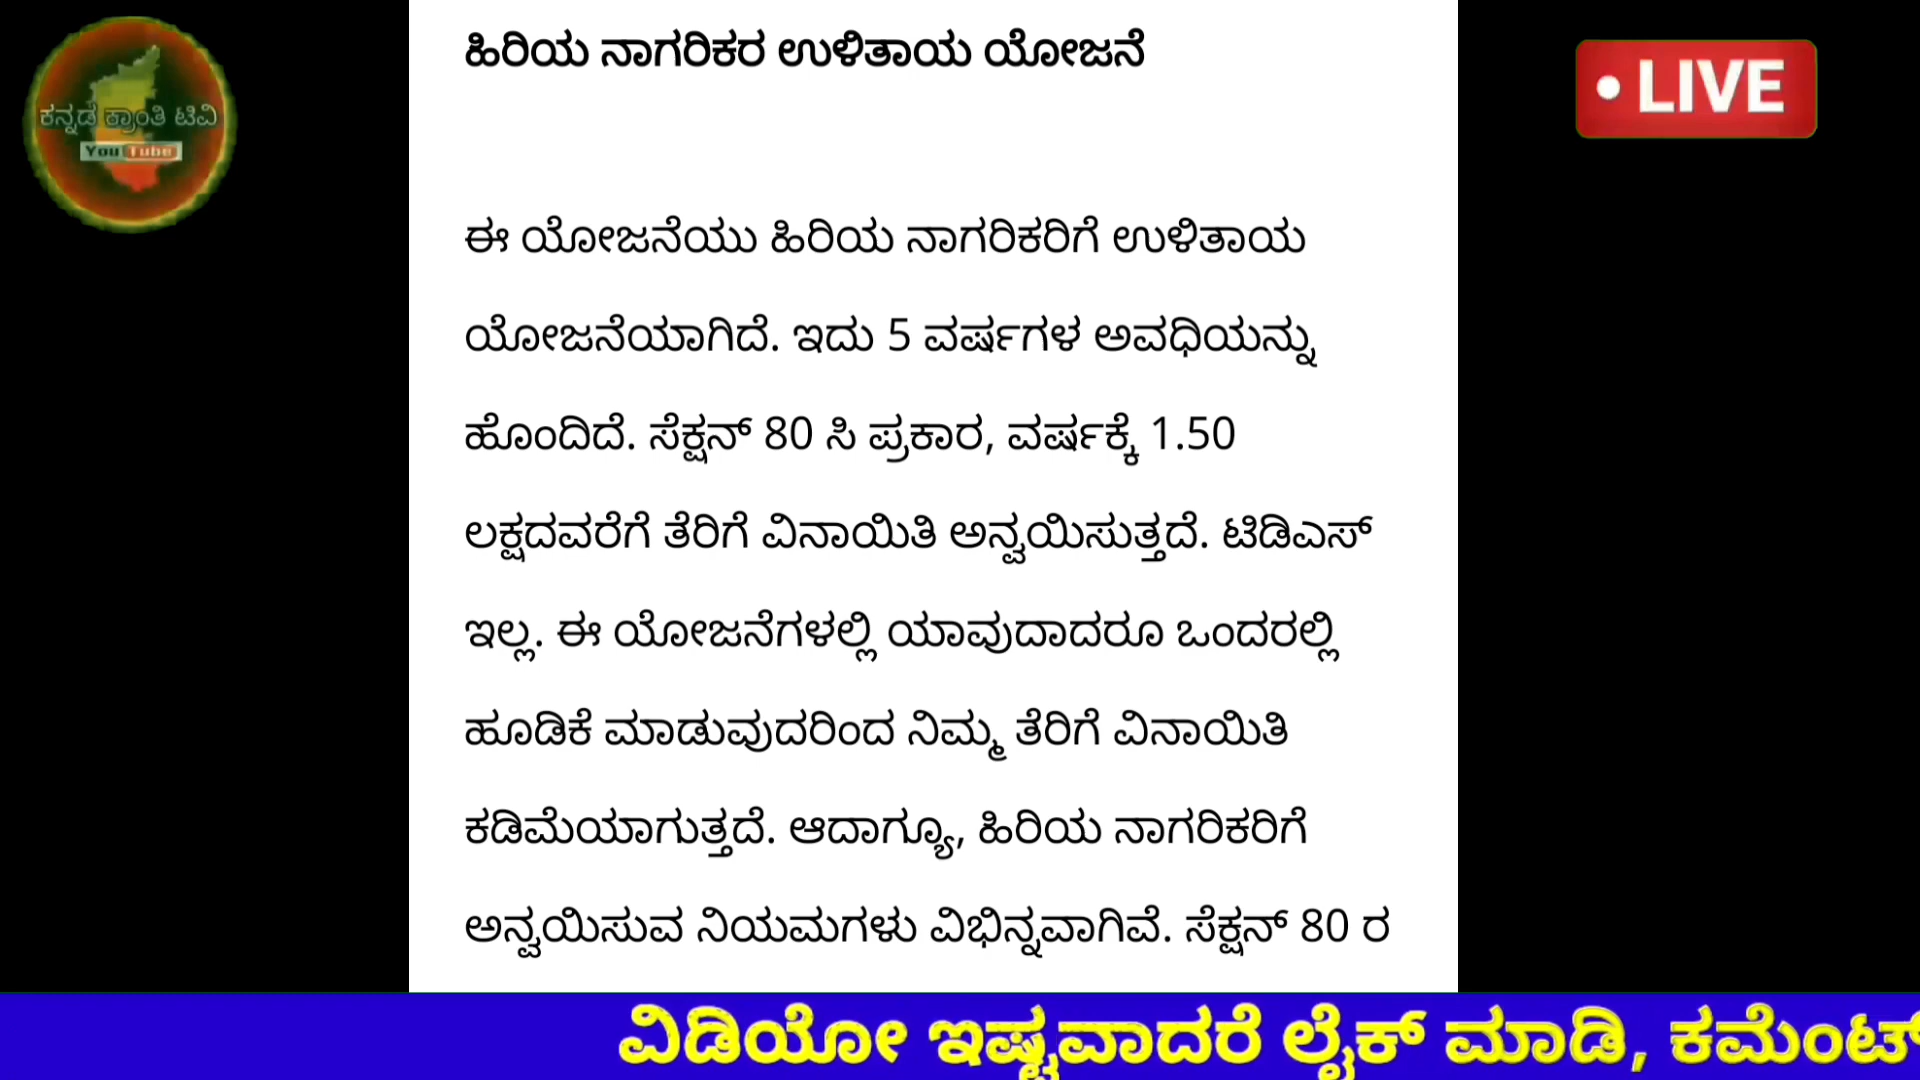 ಹಿರಿಯ ನಾಗರಿಕರ ಉಳಿತಾಯ ಯೋಜನೆ
ಕನ್ನಡ ಕ್ರಾಂತಿ ಟಿವಿ
YouTube
• LIVE
ಈ ಯೋಜನೆಯು ಹಿರಿಯ ನಾಗರಿಕರಿಗೆ ಉಳಿತಾಯ
ಯೋಜನೆಯಾಗಿದೆ. ಇದು 5 ವರ್ಷಗಳ ಅವಧಿಯನ್ನು
ಹೊಂದಿದೆ. ಸೆಕ್ಷನ್ 80 ಸಿ ಪ್ರಕಾರ, ವರ್ಷಕ್ಕೆ 1.50
ಲಕ್ಷದವರೆಗೆ ತೆರಿಗೆ ವಿನಾಯಿತಿ ಅನ್ವಯಿಸುತ್ತದೆ. ಟಿಡಿಎಸ್
ಇಲ್ಲ. ಈ ಯೋಜನೆಗಳಲ್ಲಿ ಯಾವುದಾದರೂ ಒಂದರಲ್ಲಿ
ಹೂಡಿಕೆ ಮಾಡುವುದರಿಂದ ನಿಮ್ಮ ತೆರಿಗೆ ವಿನಾಯಿತಿ
ಕಡಿಮೆಯಾಗುತ್ತದೆ. ಆದಾಗ್ಯೂ, ಹಿರಿಯ ನಾಗರಿಕರಿಗೆ
ಅನ್ವಯಿಸುವ ನಿಯಮಗಳು ವಿಭಿನ್ನವಾಗಿವೆ. ಸೆಕ್ಷನ್ 80 ರ
ವಿಡಿಯೋ ಇಷ್ಟವಾದರೆ ಲೈಕ್ ಮಾಡಿ, ಕಮೆಂಟ್